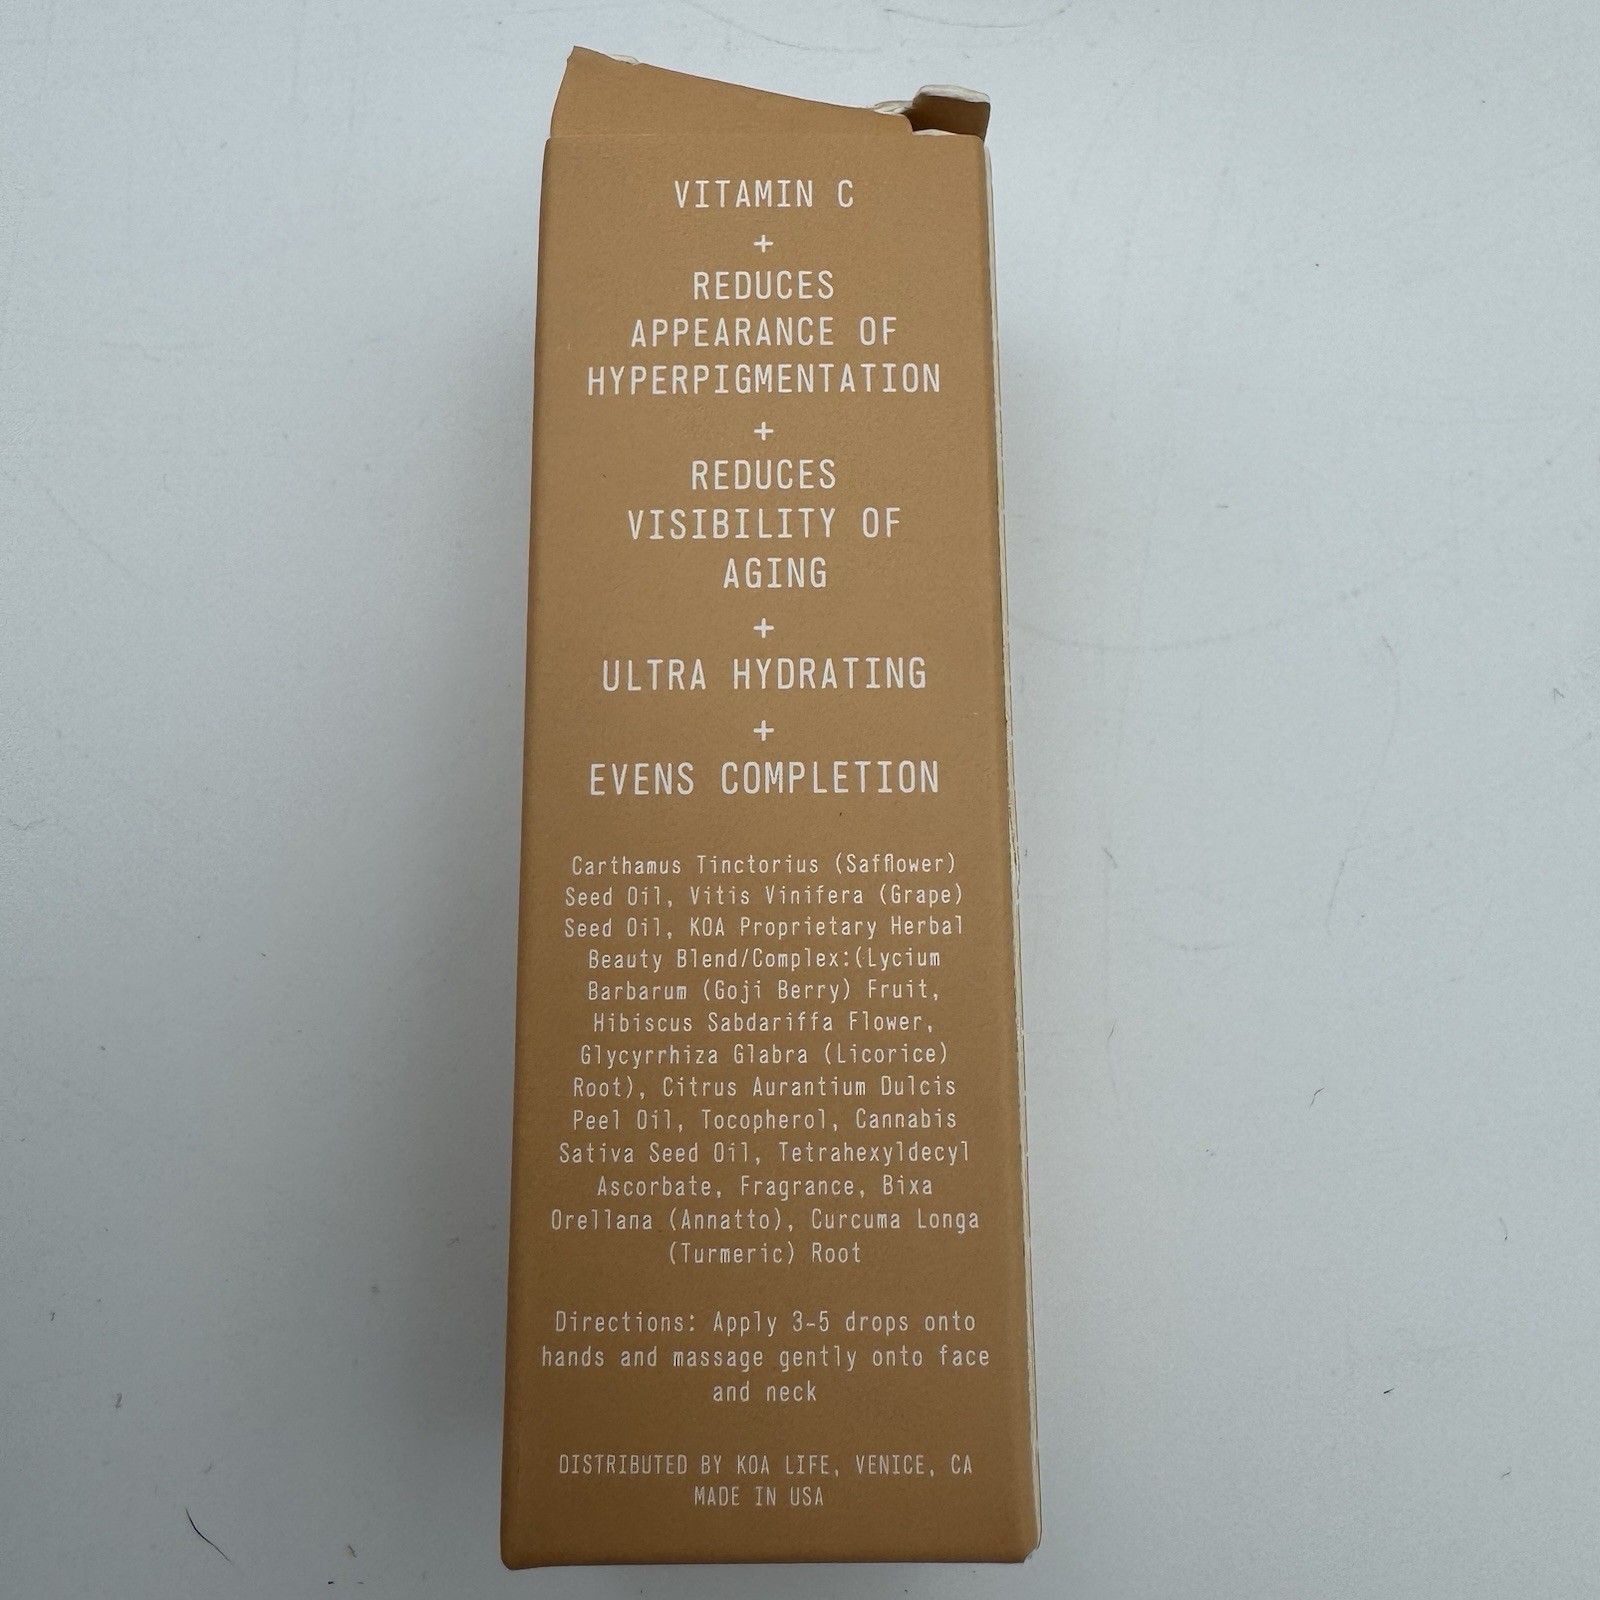 VITAMIN C
+
REDUCES
APPEARANCE OF
HYPERPIGMENTATION
+
REDUCES
VISIBILITY OF
AGING
+
ULTRA HYDRATING
+
EVENS COMPLETION
Carthamus Tinctorius (Safflower)
Seed Oil, Vitis Vinifera (Grape)
Seed Oil, KOA Proprietary Herbal
Beauty Blend/Complex:(Lycium
Barbarum (Goji Berry) Fruit,
Hibiscus Sabdariffa Flower,
Glycyrrhiza Glabra (Licorice)
Root), Citrus Aurantium Dulcis
Peel Oil, Tocopherol, Cannabis
Sativa Seed Oil, Tetrahexyldecyl
Ascorbate, Fragrance, Bixa
Orellana (Annatto), Curcuma Longa
(Turmeric) Root
Directions: Apply 3-5 drops onto
hands and massage gently onto face
and neck
DISTRIBUTED BY KOA LIFE, VENICE, CA
MADE IN USA